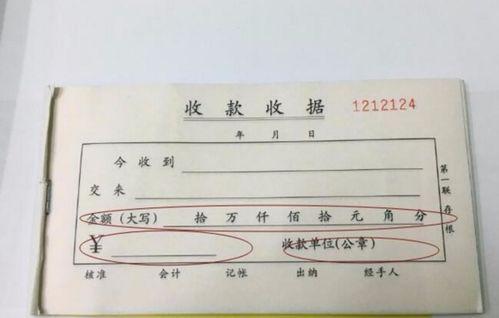 收款收据 1212124
年 月 日
今收到
交来
金额(大写) 拾 万 仟 佰 拾 元 角 分
¥ 收款单位(公章)
核准 会计 记帐 出纳 经手人
第一联 存根